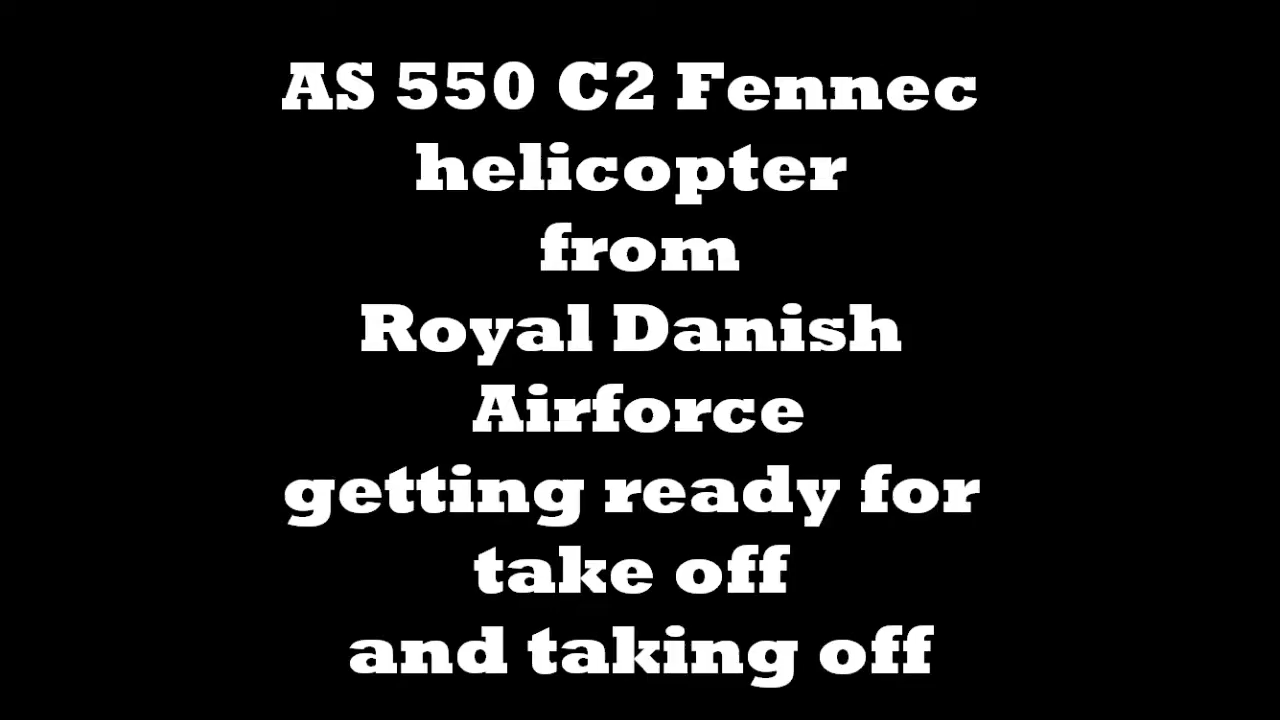 AS 550 C2 Fennec
helicopter
from
Royal Danish
Airforce
getting ready for
take off
and taking off